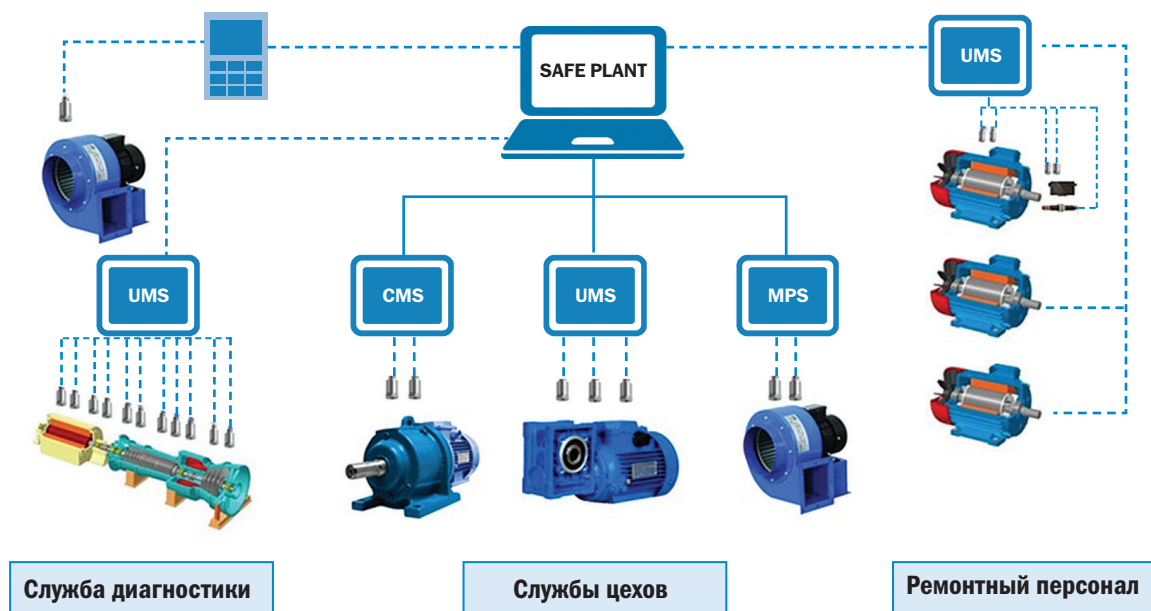 SAFE PLANT
UMS
UMS
CMS
UMS
MPS
Служба диагностики
Службы цехов
Ремонтный персонал